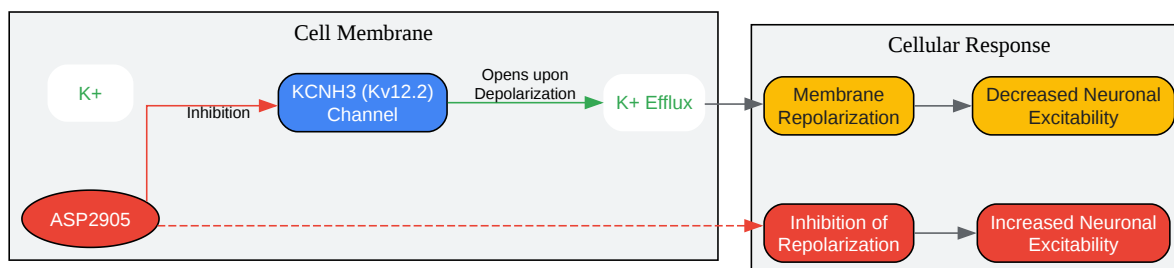 Cell Membrane
K+
Inhibition
KCNH3 (Kv12.2)
Channel
Opens upon
Depolarization
K+ Efflux
ASP2905
Cellular Response
Membrane
Repolarization
Decreased Neuronal
Excitability
Inhibition of
Repolarization
Increased Neuronal
Excitability